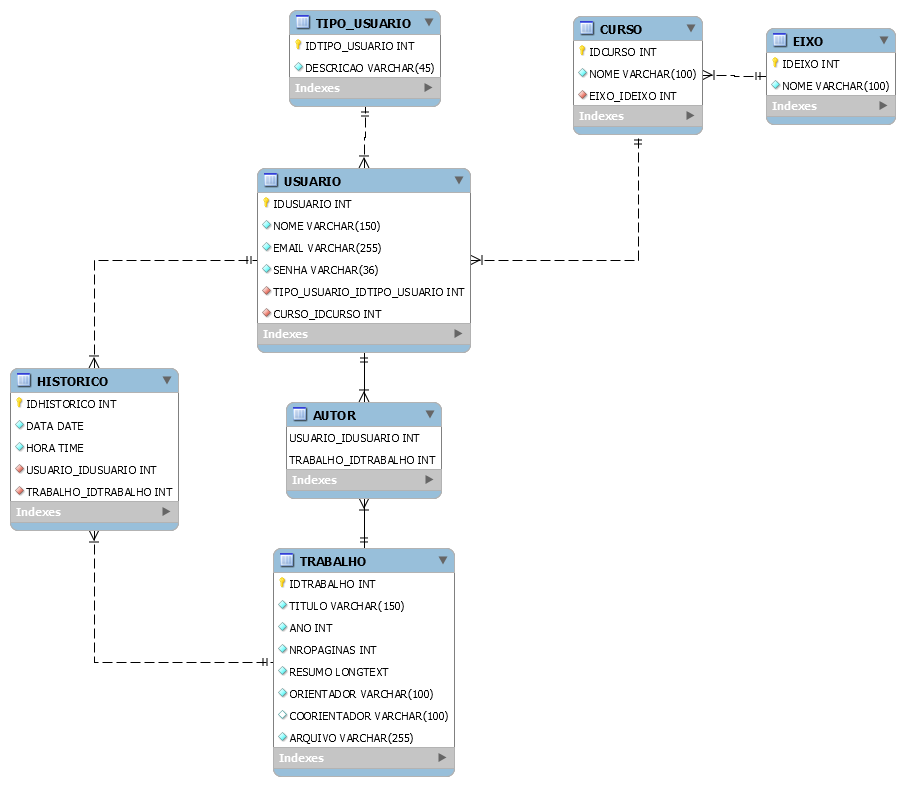 TIPO_USUARIO
IDTIPO_USUARIO INT
DESCRICAO VARCHAR(45)
Indexes
CURSO
IDCURSO INT
NOME VARCHAR(100)
EIXO_IDEIXO INT
Indexes
EIXO
IDEIXO INT
NOME VARCHAR(100)
Indexes
USUARIO
IDUSUARIO INT
NOME VARCHAR(150)
EMAIL VARCHAR(255)
SENHA VARCHAR(36)
TIPO_USUARIO_IDTIPO_USUARIO INT
CURSO_IDCURSO INT
Indexes
HISTORICO
IDHISTORICO INT
DATA DATE
HORA TIME
USUARIO_IDUSUARIO INT
TRABALHO_IDTRABALHO INT
Indexes
AUTOR
USUARIO_IDUSUARIO INT
TRABALHO_IDTRABALHO INT
Indexes
TRABALHO
IDTRABALHO INT
TITULO VARCHAR(150)
ANO INT
NROPAGINAS INT
RESUMO LONGTEXT
ORIENTADOR VARCHAR(100)
COORIENTADOR VARCHAR(100)
ARQUIVO VARCHAR(255)
Indexes